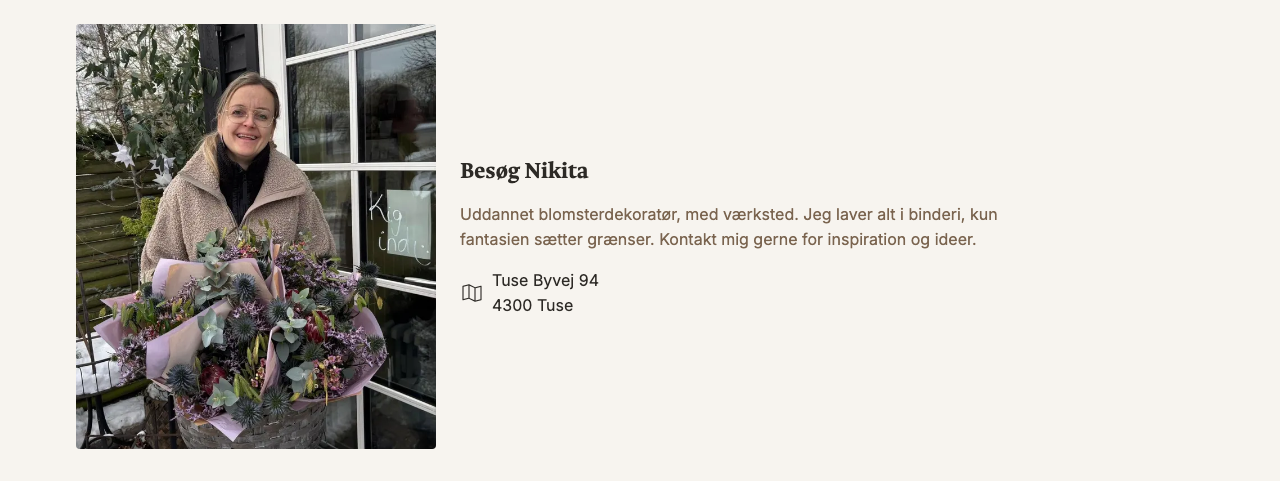 Besøg Nikita
Uddannet blomsterdekoratør, med værksted. Jeg laver alt i binderi, kun
fantasien sætter grænser. Kontakt mig gerne for inspiration og ideer.
Tuse Byvej 94
4300 Tuse
Kig
ind: